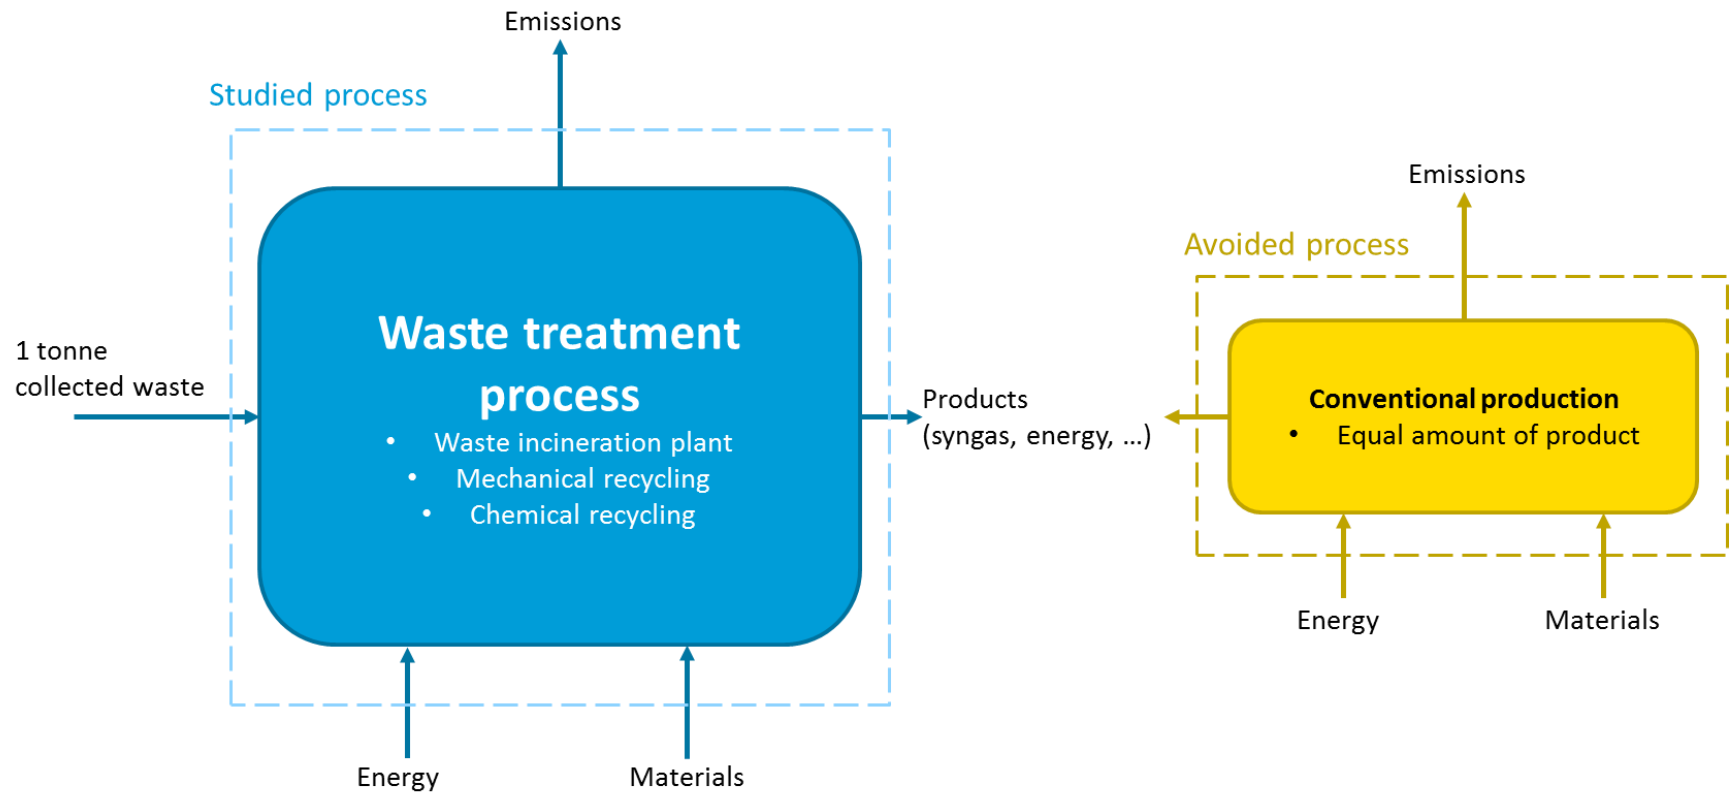 Emissions
Studied process
Waste treatment
process
• Waste incineration plant
• Mechanical recycling
• Chemical recycling
1 tonne
collected waste
Energy
Materials
Products
(syngas, energy, ...)
Emissions
Avoided process
Conventional production
• Equal amount of product
Energy
Materials